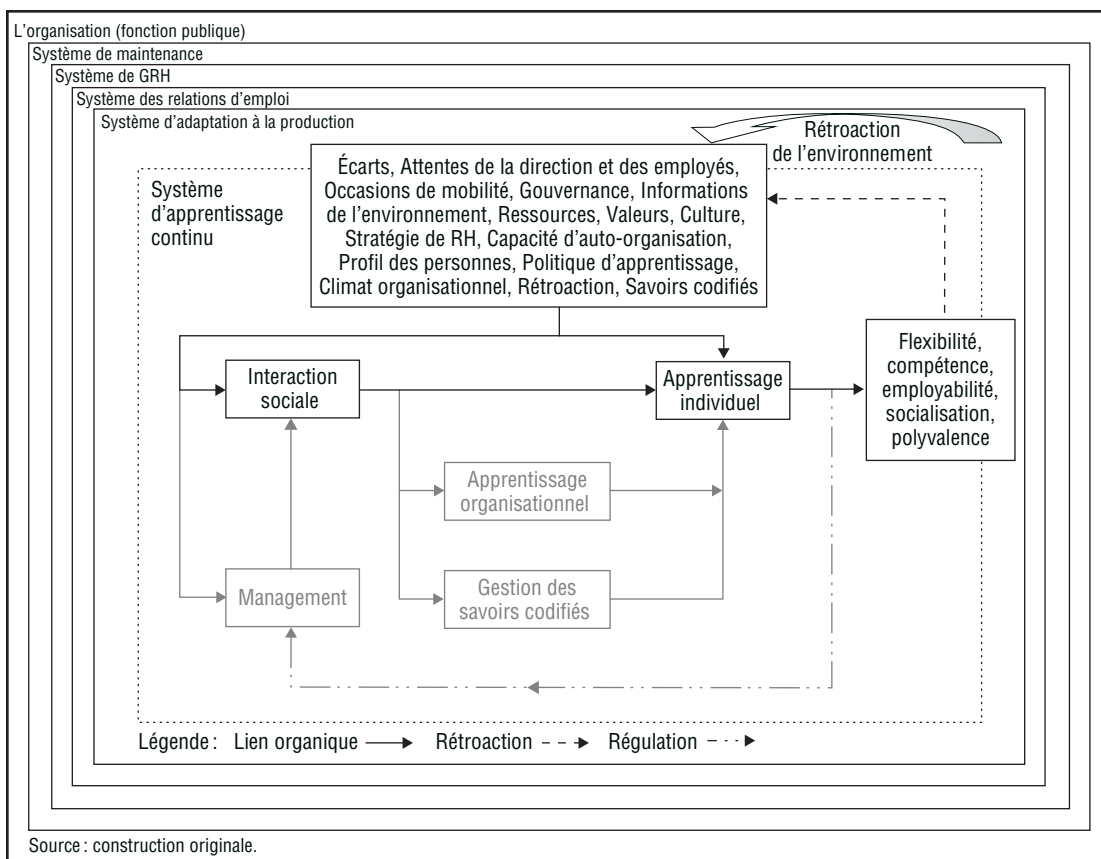 L'organisation (fonction publique)
Système de maintenance
Système de GRH
Système des relations d'emploi
Système d'adaptation à la production
Rétroaction
de l'environnement
Système
d'apprentissage
continu
Écarts, Attentes de la direction et des employés,
Occasions de mobilité, Gouvernance, Informations
de l'environnement, Ressources, Valeurs, Culture,
Stratégie de RH, Capacité d'auto-organisation,
Profil des personnes, Politique d'apprentissage,
Climat organisationnel, Rétroaction, Savoirs codifiés
Interaction
sociale
Apprentissage
individuel
Flexibilité,
compétence,
employabilité,
socialisation,
polyvalence
Apprentissage
organisationnel
Management
Gestion des
savoirs codifiés
Légende : Lien organique Rétroaction Régulation
Source : construction originale.